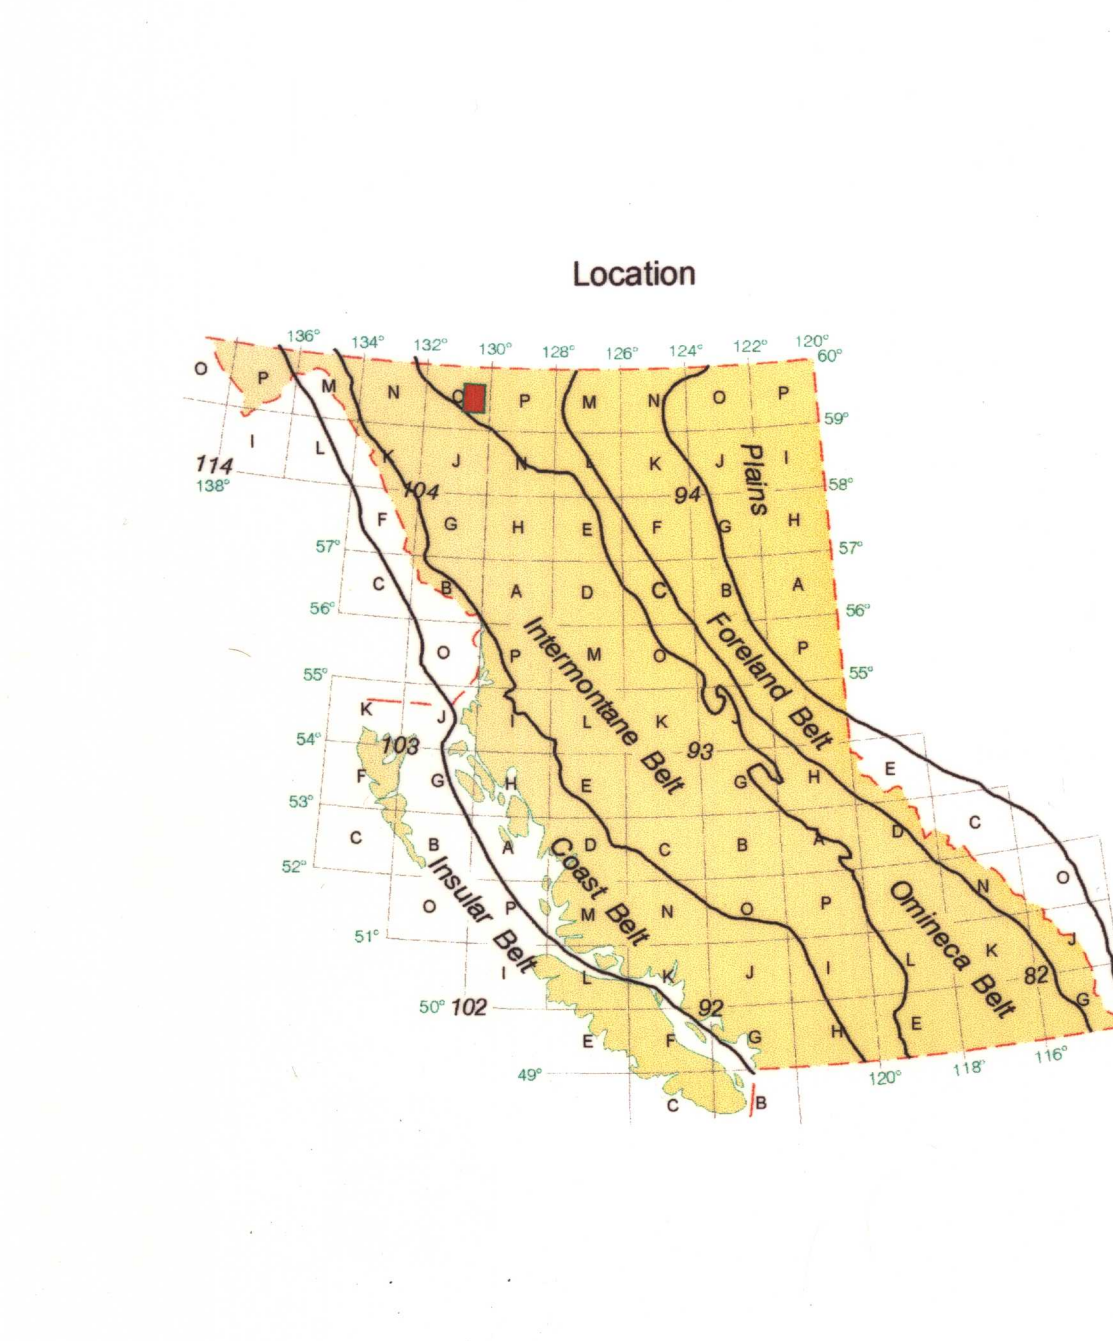 Location
136° 134° 132° 130° 128° 126° 124° 122° 120°
60°
O P M N O P M N O P
59°
I L K J N L K J I
114 104 94 Plains
138° 58°
F G H E F G H
57° 57°
C B A D C B A
56° 56°
O P M O P
55° 55°
Intermontane Belt
Foreland Belt
K J I L K J
54° 103 93
F G H E G H E
53°
C B A D C B A D C
52°
Insular Belt
Coast Belt
Omineca Belt
O P M N O P N O
51°
I L K J I L K J
50° 102 92 82
E F G H E G
49°
120° 118° 116°
C B